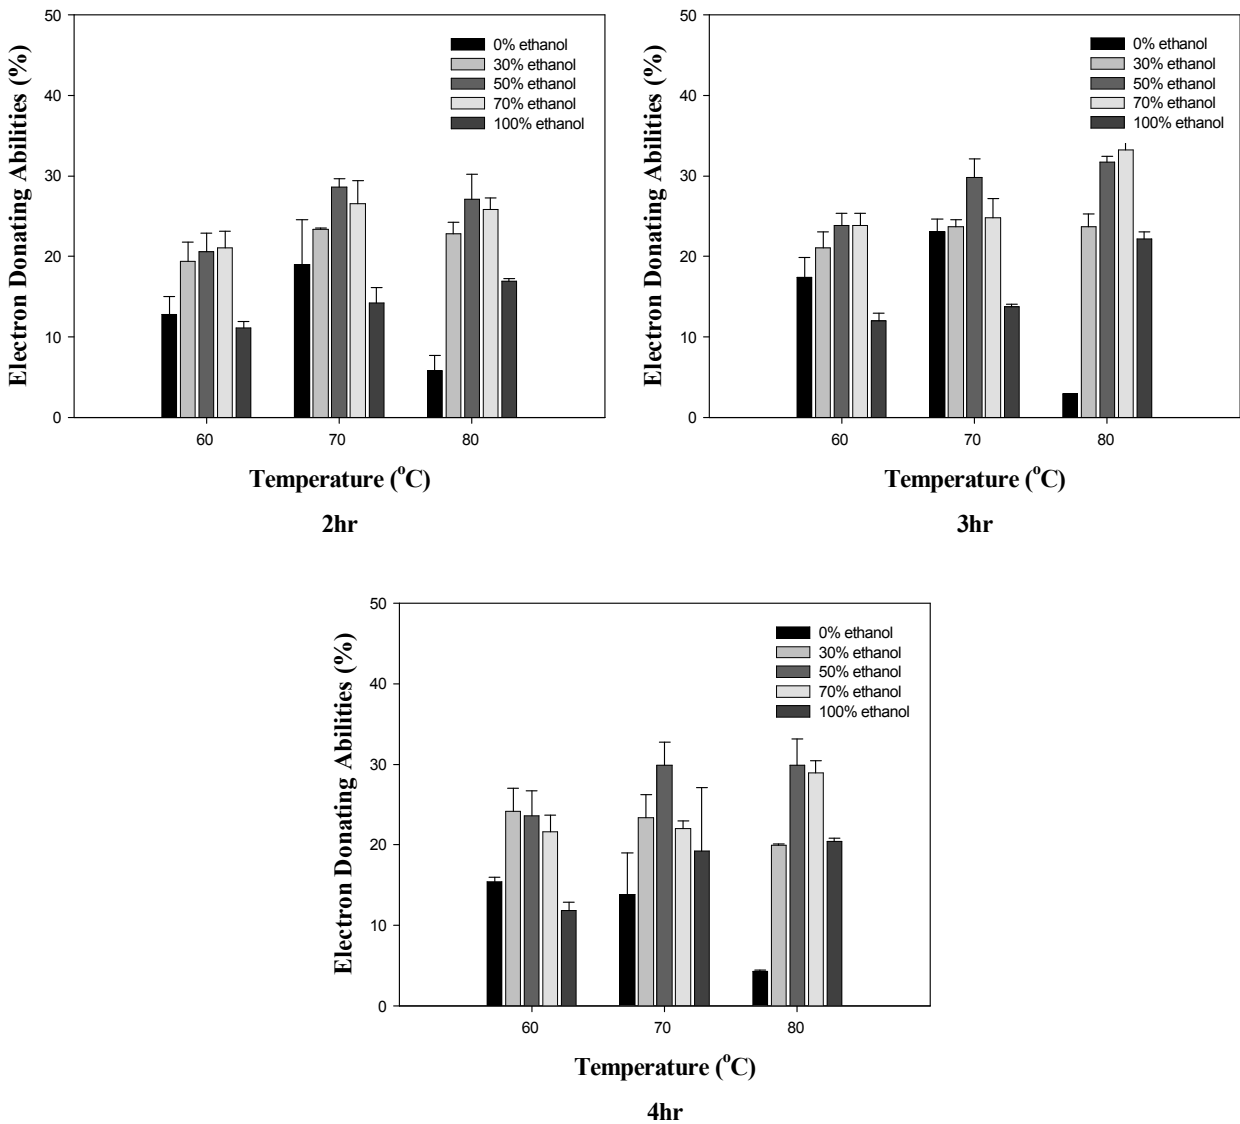 50
40
30
20
10
0
Electron Donating Abilities (%)
0% ethanol
30% ethanol
50% ethanol
70% ethanol
100% ethanol
60 70 80
Temperature (°C)
2hr
50
40
30
20
10
0
Electron Donating Abilities (%)
0% ethanol
30% ethanol
50% ethanol
70% ethanol
100% ethanol
60 70 80
Temperature (°C)
3hr
50
40
30
20
10
0
Electron Donating Abilities (%)
0% ethanol
30% ethanol
50% ethanol
70% ethanol
100% ethanol
60 70 80
Temperature (°C)
4hr